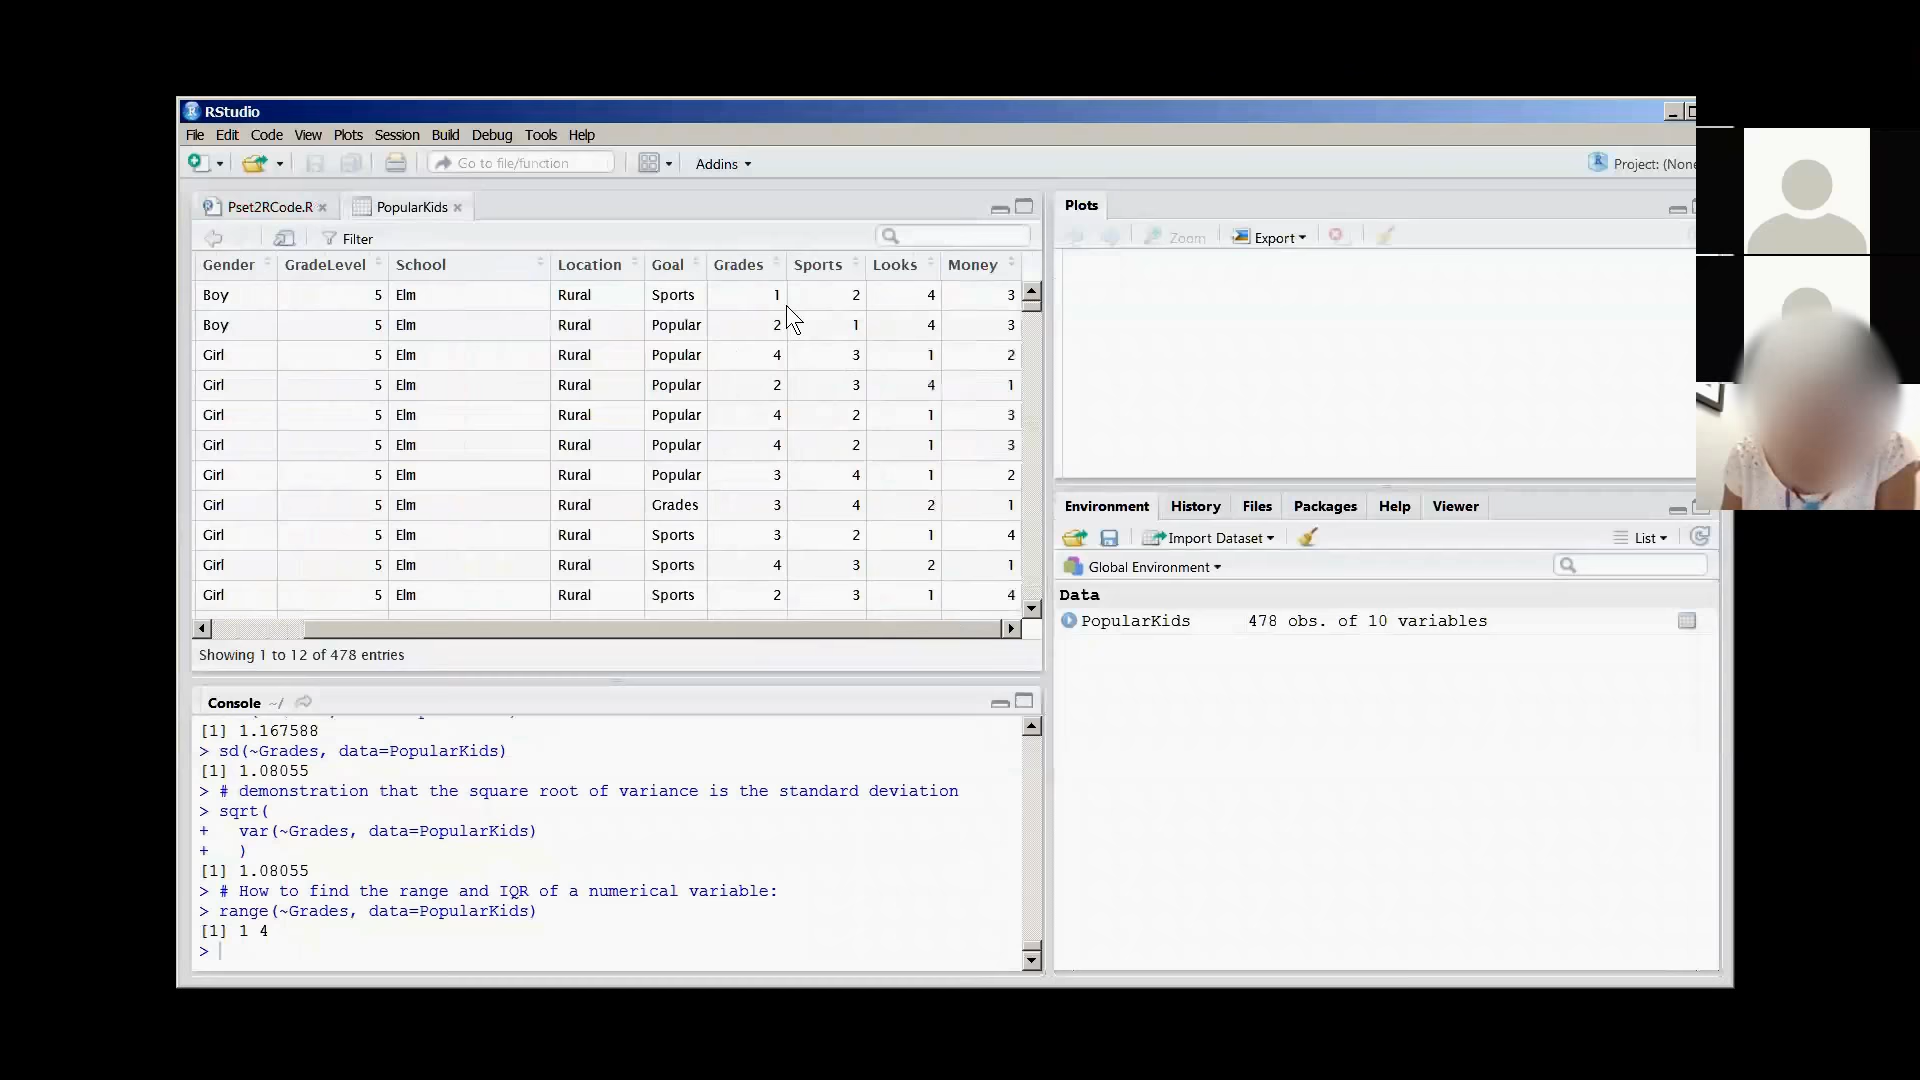 RStudio
File Edit Code View Plots Session Build Debug Tools Help
Go to file/function Addins Project: (None
Pset2RCode.R PopularKids
Filter
Gender GradeLevel School Location Goal Grades Sports Looks Money
Boy 5 Elm Rural Sports 1 2 4 3
Boy 5 Elm Rural Popular 2 1 4 3
Girl 5 Elm Rural Popular 4 3 1 2
Girl 5 Elm Rural Popular 2 3 4 1
Girl 5 Elm Rural Popular 4 2 1 3
Girl 5 Elm Rural Popular 4 2 1 3
Girl 5 Elm Rural Popular 3 4 1 2
Girl 5 Elm Rural Grades 3 4 2 1
Girl 5 Elm Rural Sports 3 2 1 4
Girl 5 Elm Rural Sports 4 3 2 1
Girl 5 Elm Rural Sports 2 3 1 4
Showing 1 to 12 of 478 entries
Console ~/
[1] 1.167588
> sd(~Grades, data=PopularKids)
[1] 1.08055
> # demonstration that the square root of variance is the standard deviation
> sqrt(
+ var(~Grades, data=PopularKids)
+ )
[1] 1.08055
> # How to find the range and IQR of a numerical variable:
> range(~Grades, data=PopularKids)
[1] 1 4
>
Plots
Zoom Export
Environment History Files Packages Help Viewer
Import Dataset List
Global Environment
Data
PopularKids 478 obs. of 10 variables